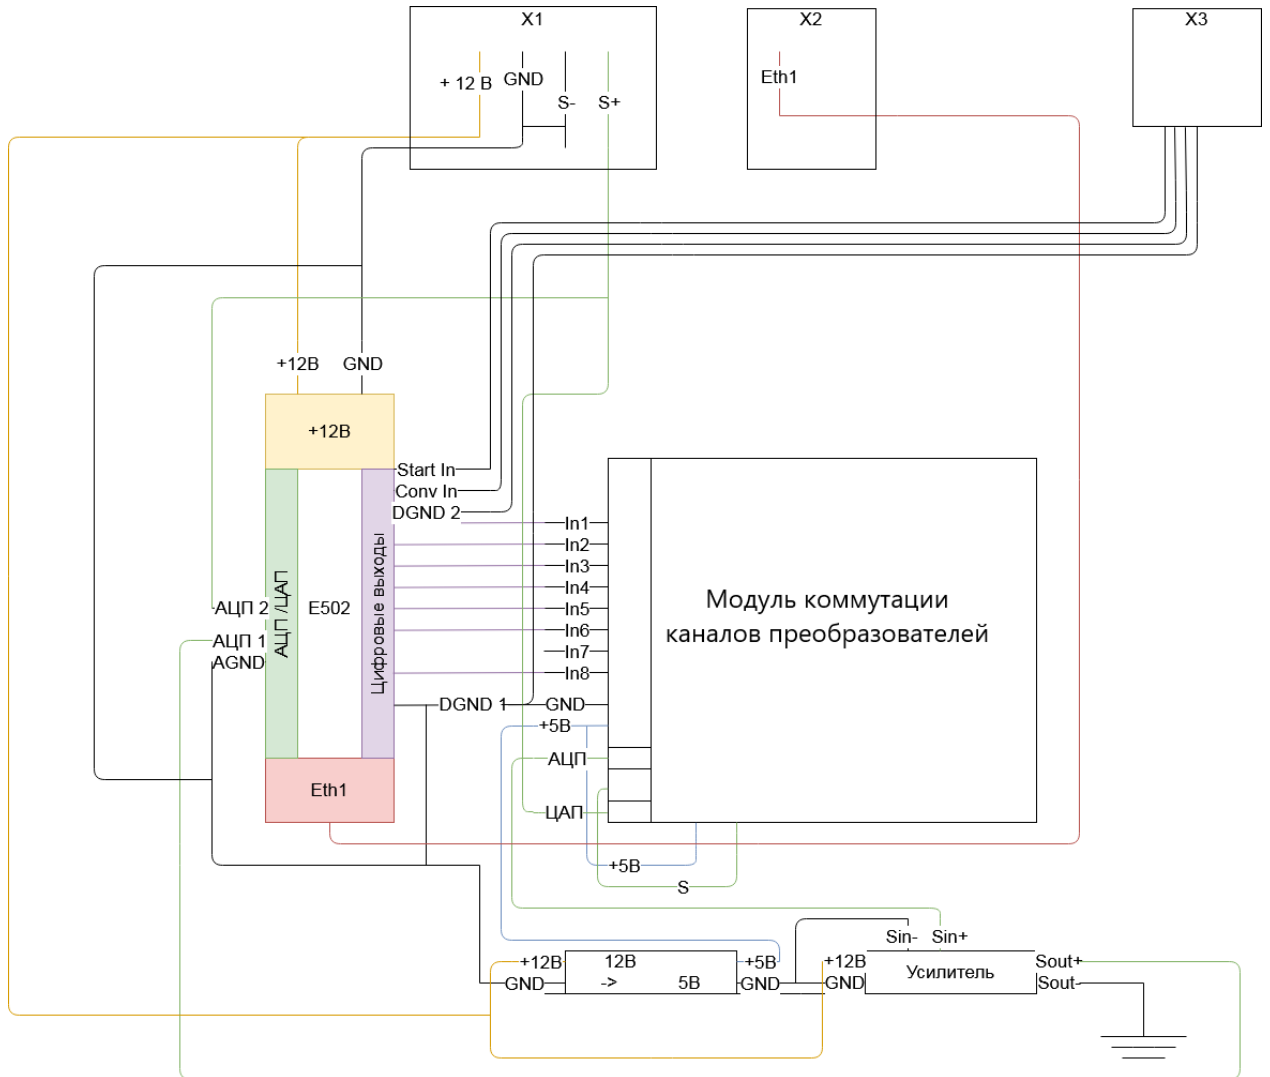 X1
X2
X3
+ 12 В
GND
S-
S+
Eth1
+12В
GND
+12В
Start In
Conv In
DGND 2
In1
In2
In3
In4
In5
In6
In7
In8
АЦП 2
АЦП 1
AGND
АЦП /ЦАП
E502
Цифровые выходы
Модуль коммутации
каналов преобразователей
DGND 1
GND
+5В
АЦП
ЦАП
Eth1
+5В
S
Sin-
Sin+
+12В
GND
12В
->
5В
+5В
GND
+12В
GND
Усилитель
Sout+
Sout-